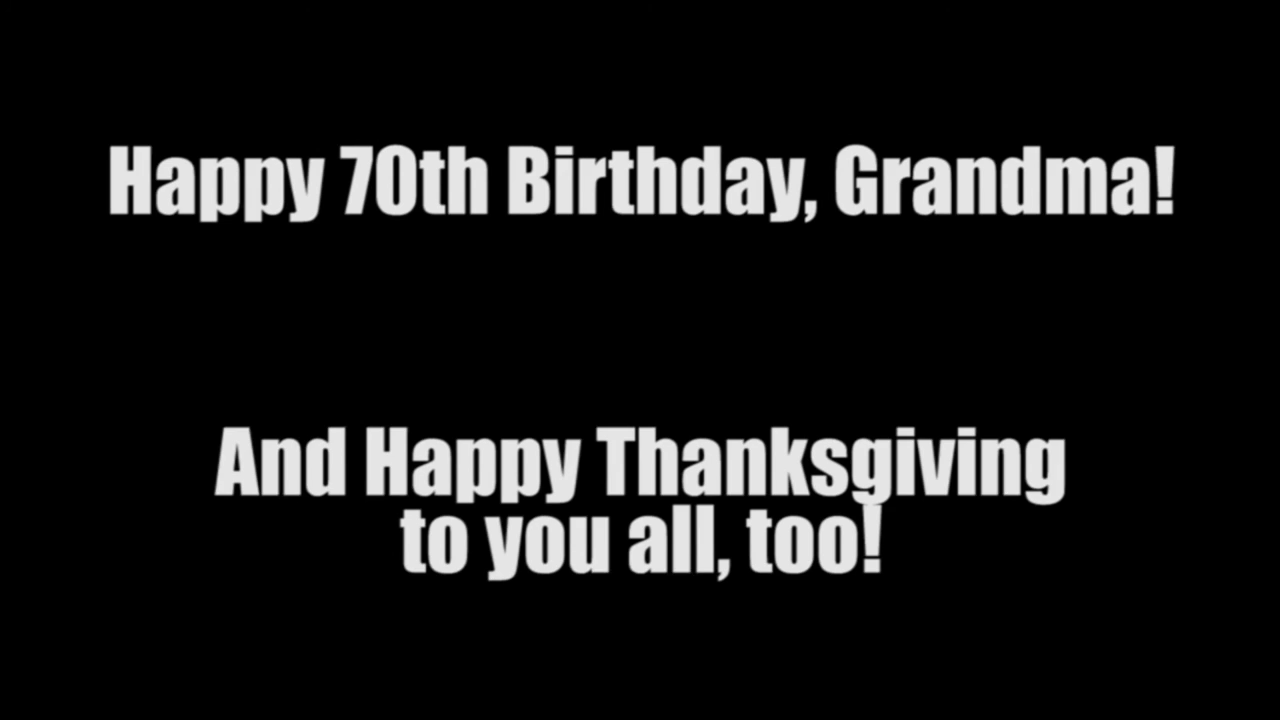 Happy 70th Birthday, Grandma!
And Happy Thanksgiving
to you all, too!